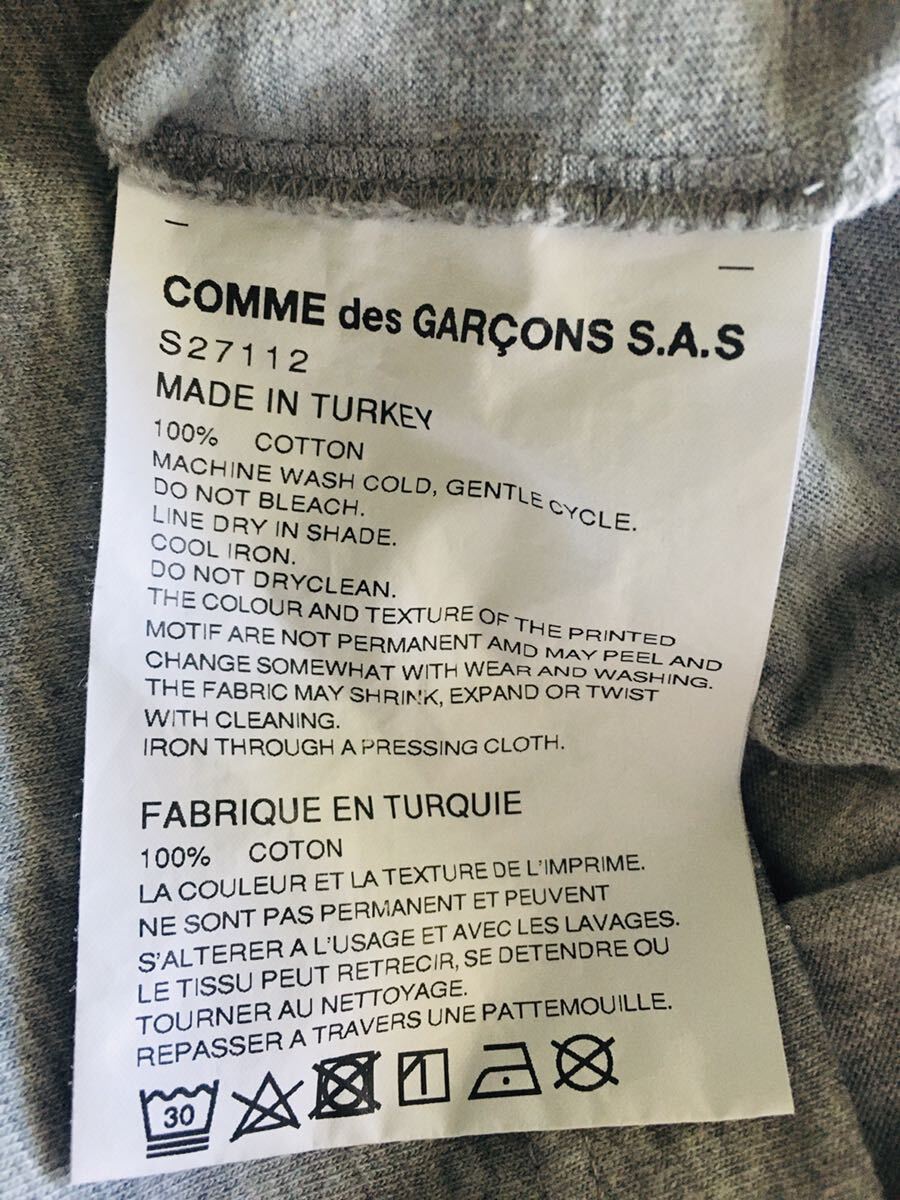 COMME des GARÇONS S.A.S
S27112
MADE IN TURKEY
100% COTTON
MACHINE WASH COLD, GENTLE CYCLE.
DO NOT BLEACH.
LINE DRY IN SHADE.
COOL IRON.
DO NOT DRYCLEAN.
THE COLOUR AND TEXTURE OF THE PRINTED
MOTIF ARE NOT PERMANENT AMD MAY PEEL AND
CHANGE SOMEWHAT WITH WEAR AND WASHING.
THE FABRIC MAY SHRINK, EXPAND OR TWIST
WITH CLEANING.
IRON THROUGH A PRESSING CLOTH.
FABRIQUE EN TURQUIE
100% COTON
LA COULEUR ET LA TEXTURE DE L'IMPRIME.
NE SONT PAS PERMANENT ET PEUVENT
S'ALTERER A L'USAGE ET AVEC LES LAVAGES.
LE TISSU PEUT RETRECIR, SE DETENDRE OU
TOURNER AU NETTOYAGE.
REPASSER A TRAVERS UNE PATTEMOUILLE.
30